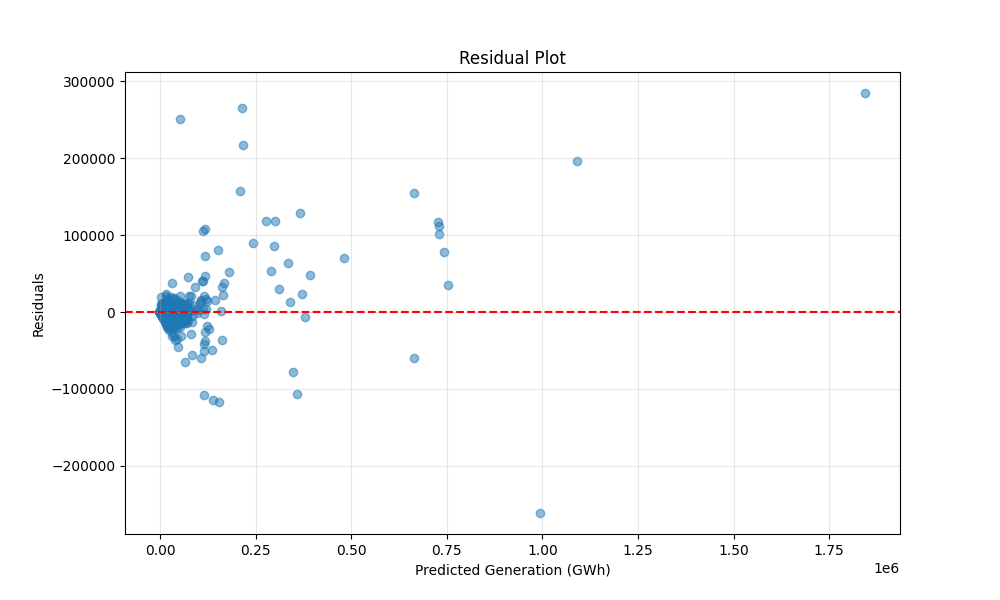 Residual Plot
300000
200000
100000
0
−100000
−200000
Residuals
0.00 0.25 0.50 0.75 1.00 1.25 1.50 1.75
1e6
Predicted Generation (GWh)